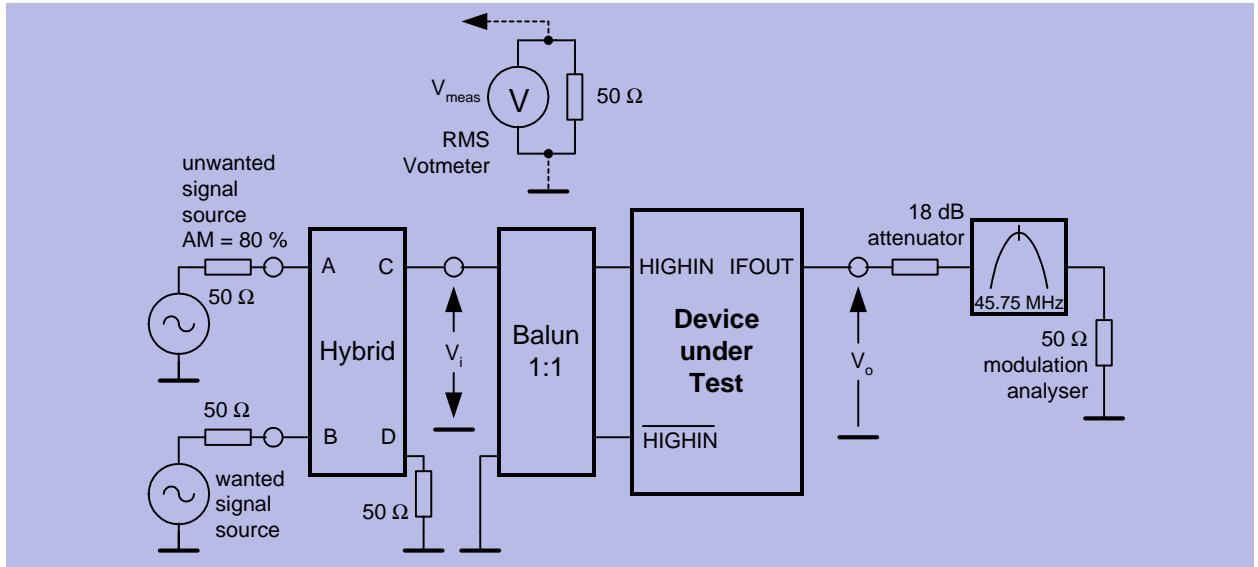 V meas
V
50 Ω
RMS
Votmeter
unwanted
signal
source
AM = 80 %
50 Ω
A
C
Hybrid
B
D
50 Ω
wanted
signal
source
50 Ω
V i
Balun
1:1
HIGHIN
IFOUT
Device
under
Test
HIGHIN
18 dB
attenuator
45.75 MHz
V o
50 Ω
modulation
analyser